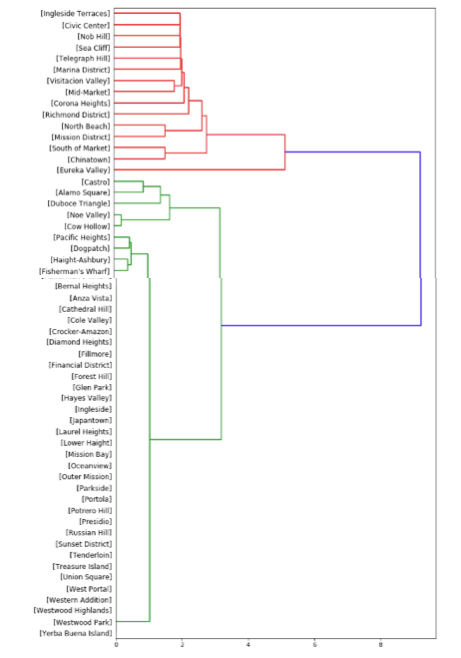 [Ingleside Terraces]
[Civic Center]
[Nob Hill]
[Sea Cliff]
[Telegraph Hill]
[Marina District]
[Visitacion Valley]
[Mid-Market]
[Corona Heights]
[Richmond District]
[North Beach]
[Mission District]
[South of Market]
[Chinatown]
[Eureka Valley]
[Castro]
[Alamo Square]
[Duboce Triangle]
[Noe Valley]
[Cow Hollow]
[Pacific Heights]
[Dogpatch]
[Haight-Ashbury]
[Fisherman's Wharf]
[Bernal Heights]
[Anza Vista]
[Cathedral Hill]
[Cole Valley]
[Crocker-Amazon]
[Diamond Heights]
[Fillmore]
[Financial District]
[Forest Hill]
[Glen Park]
[Hayes Valley]
[Ingleside]
[Japantown]
[Laurel Heights]
[Lower Haight]
[Mission Bay]
[Oceanview]
[Outer Mission]
[Parkside]
[Portola]
[Potrero Hill]
[Presidio]
[Russian Hill]
[Sunset District]
[Tenderloin]
[Treasure Island]
[Union Square]
[West Portal]
[Western Addition]
[Westwood Highlands]
[Westwood Park]
[Yerba Buena Island]
0 2 4 6 8